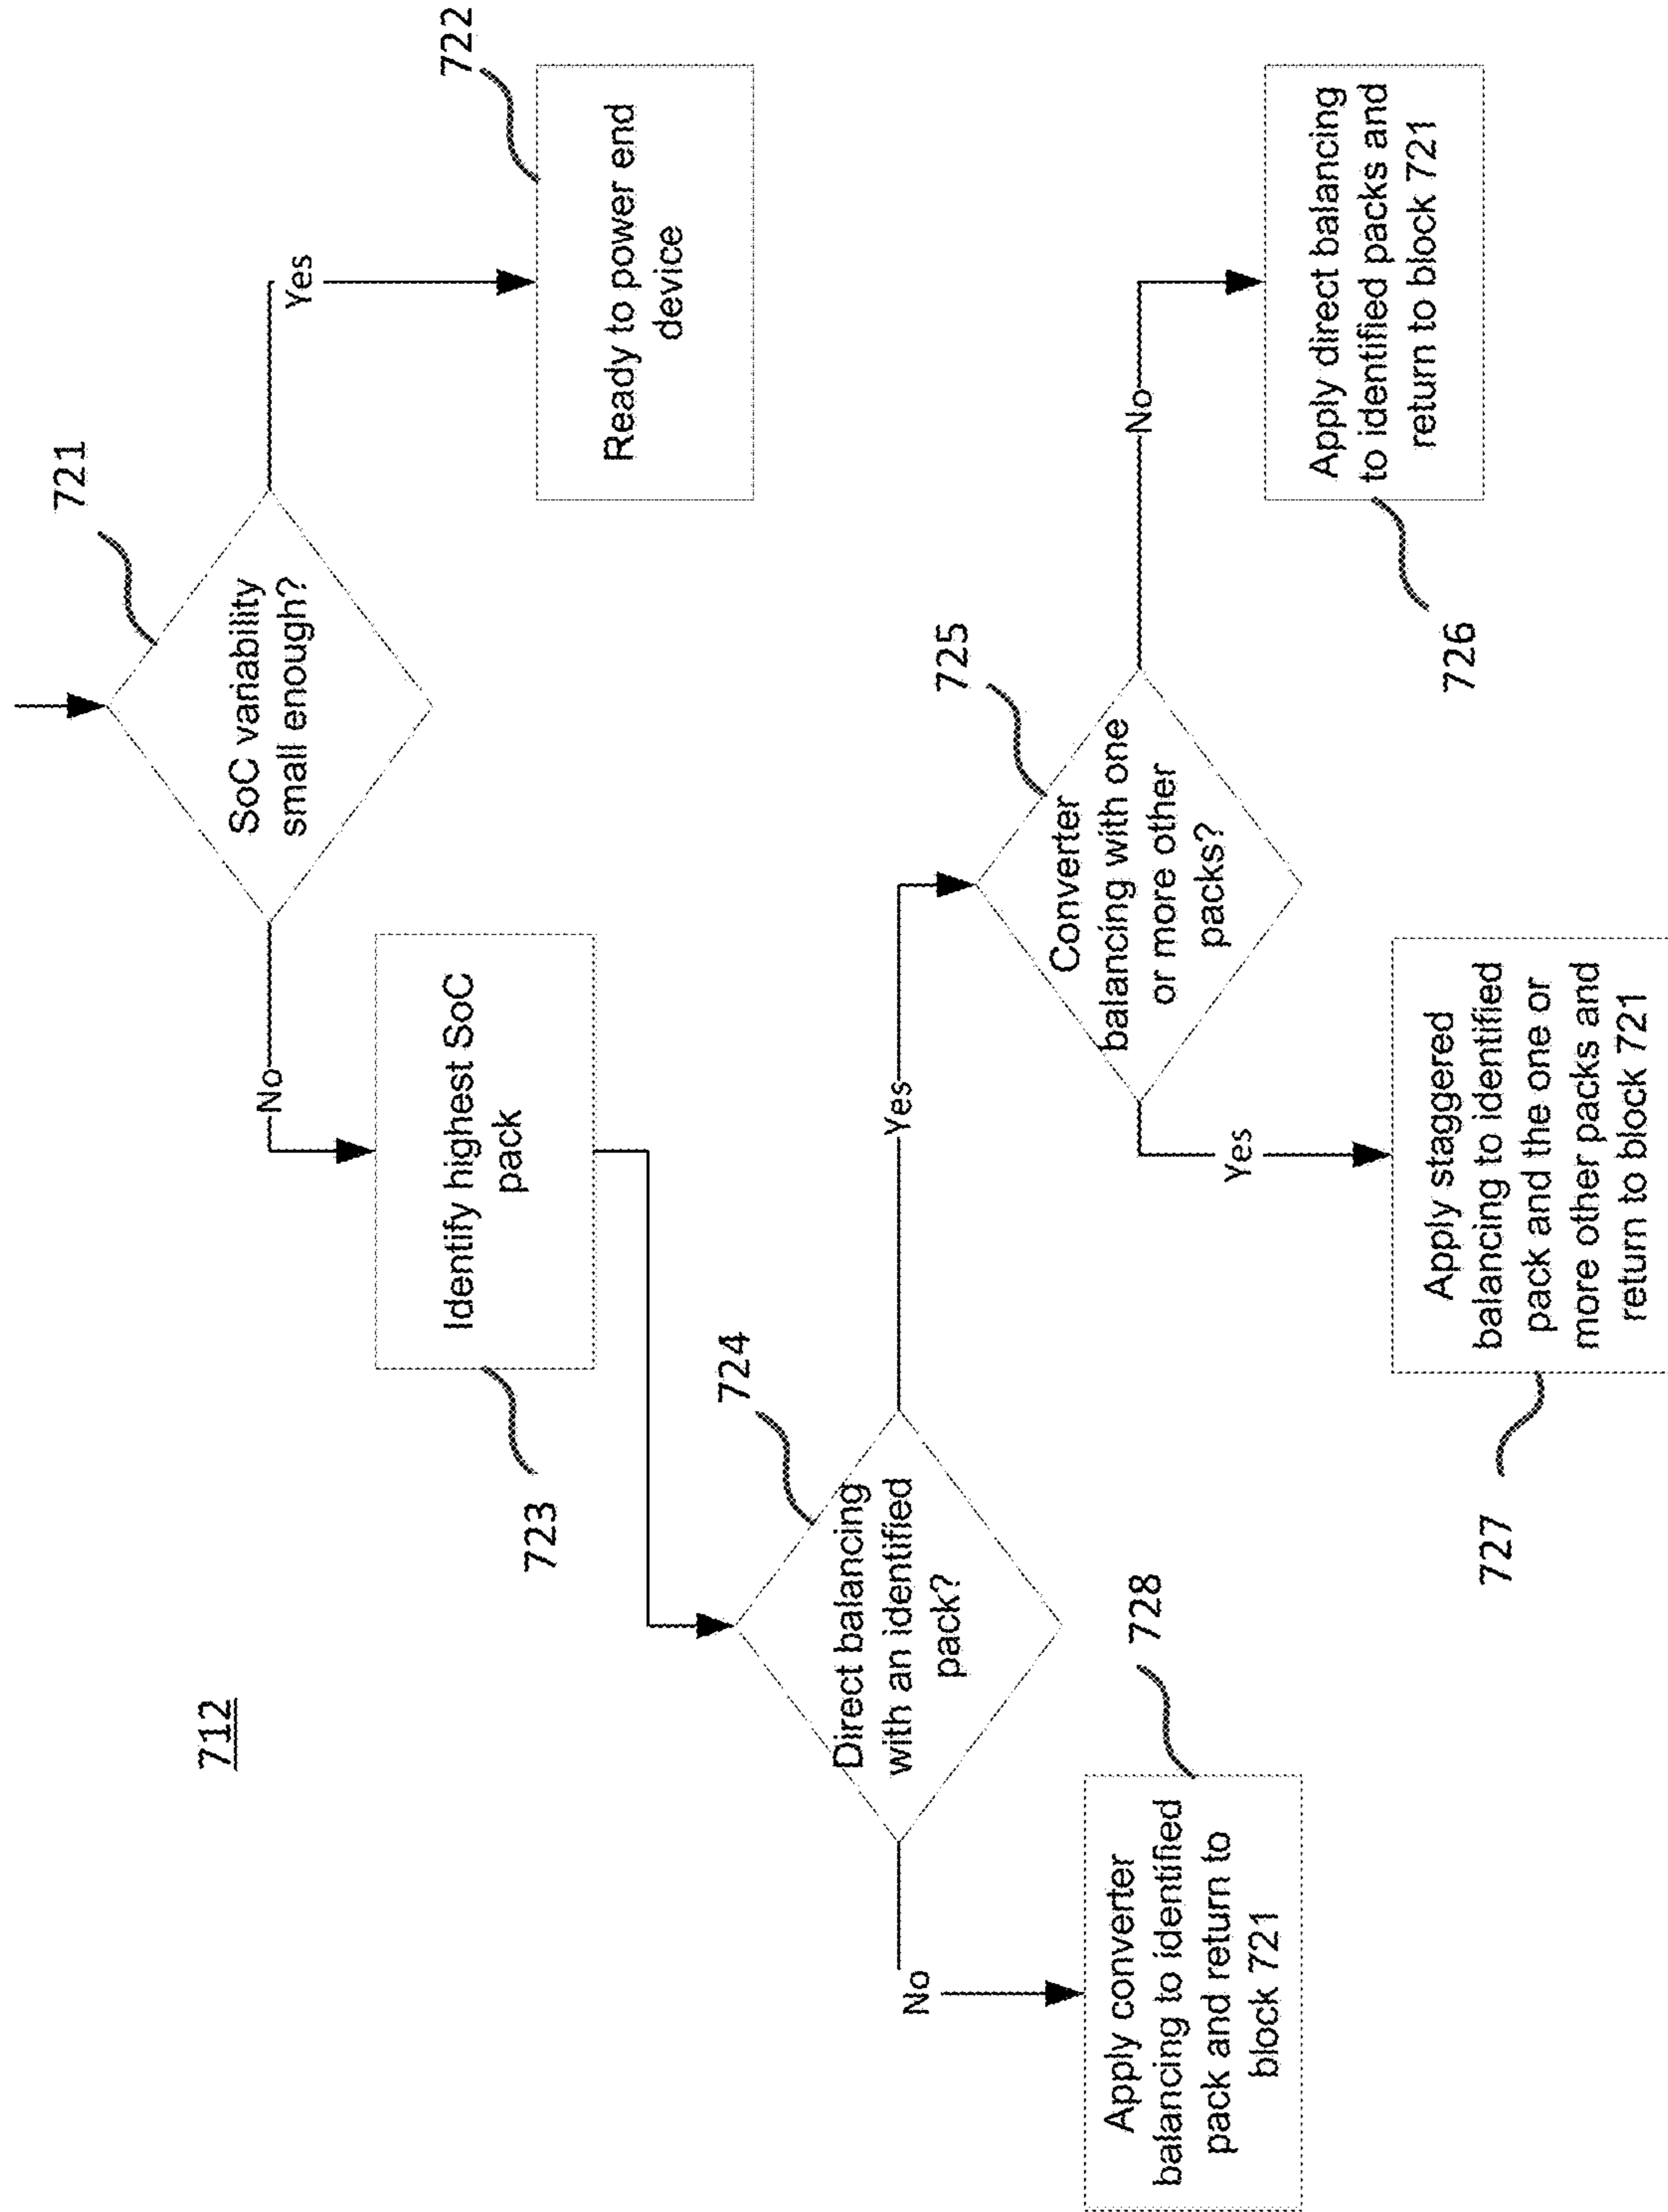 712
721
SoC variability
small enough?
Yes
722
Ready to power end
device
No
723
Identify highest SoC
pack
724
Direct balancing
with an identified
pack?
No
728
Apply converter
balancing to identified
pack and return to
block 721
Yes
725
Converter
balancing with one
or more other
packs?
Yes
727
Apply staggered
balancing to identified
pack and the one or
more other packs and
return to block 721
No
726
Apply direct balancing
to identified packs and
return to block 721